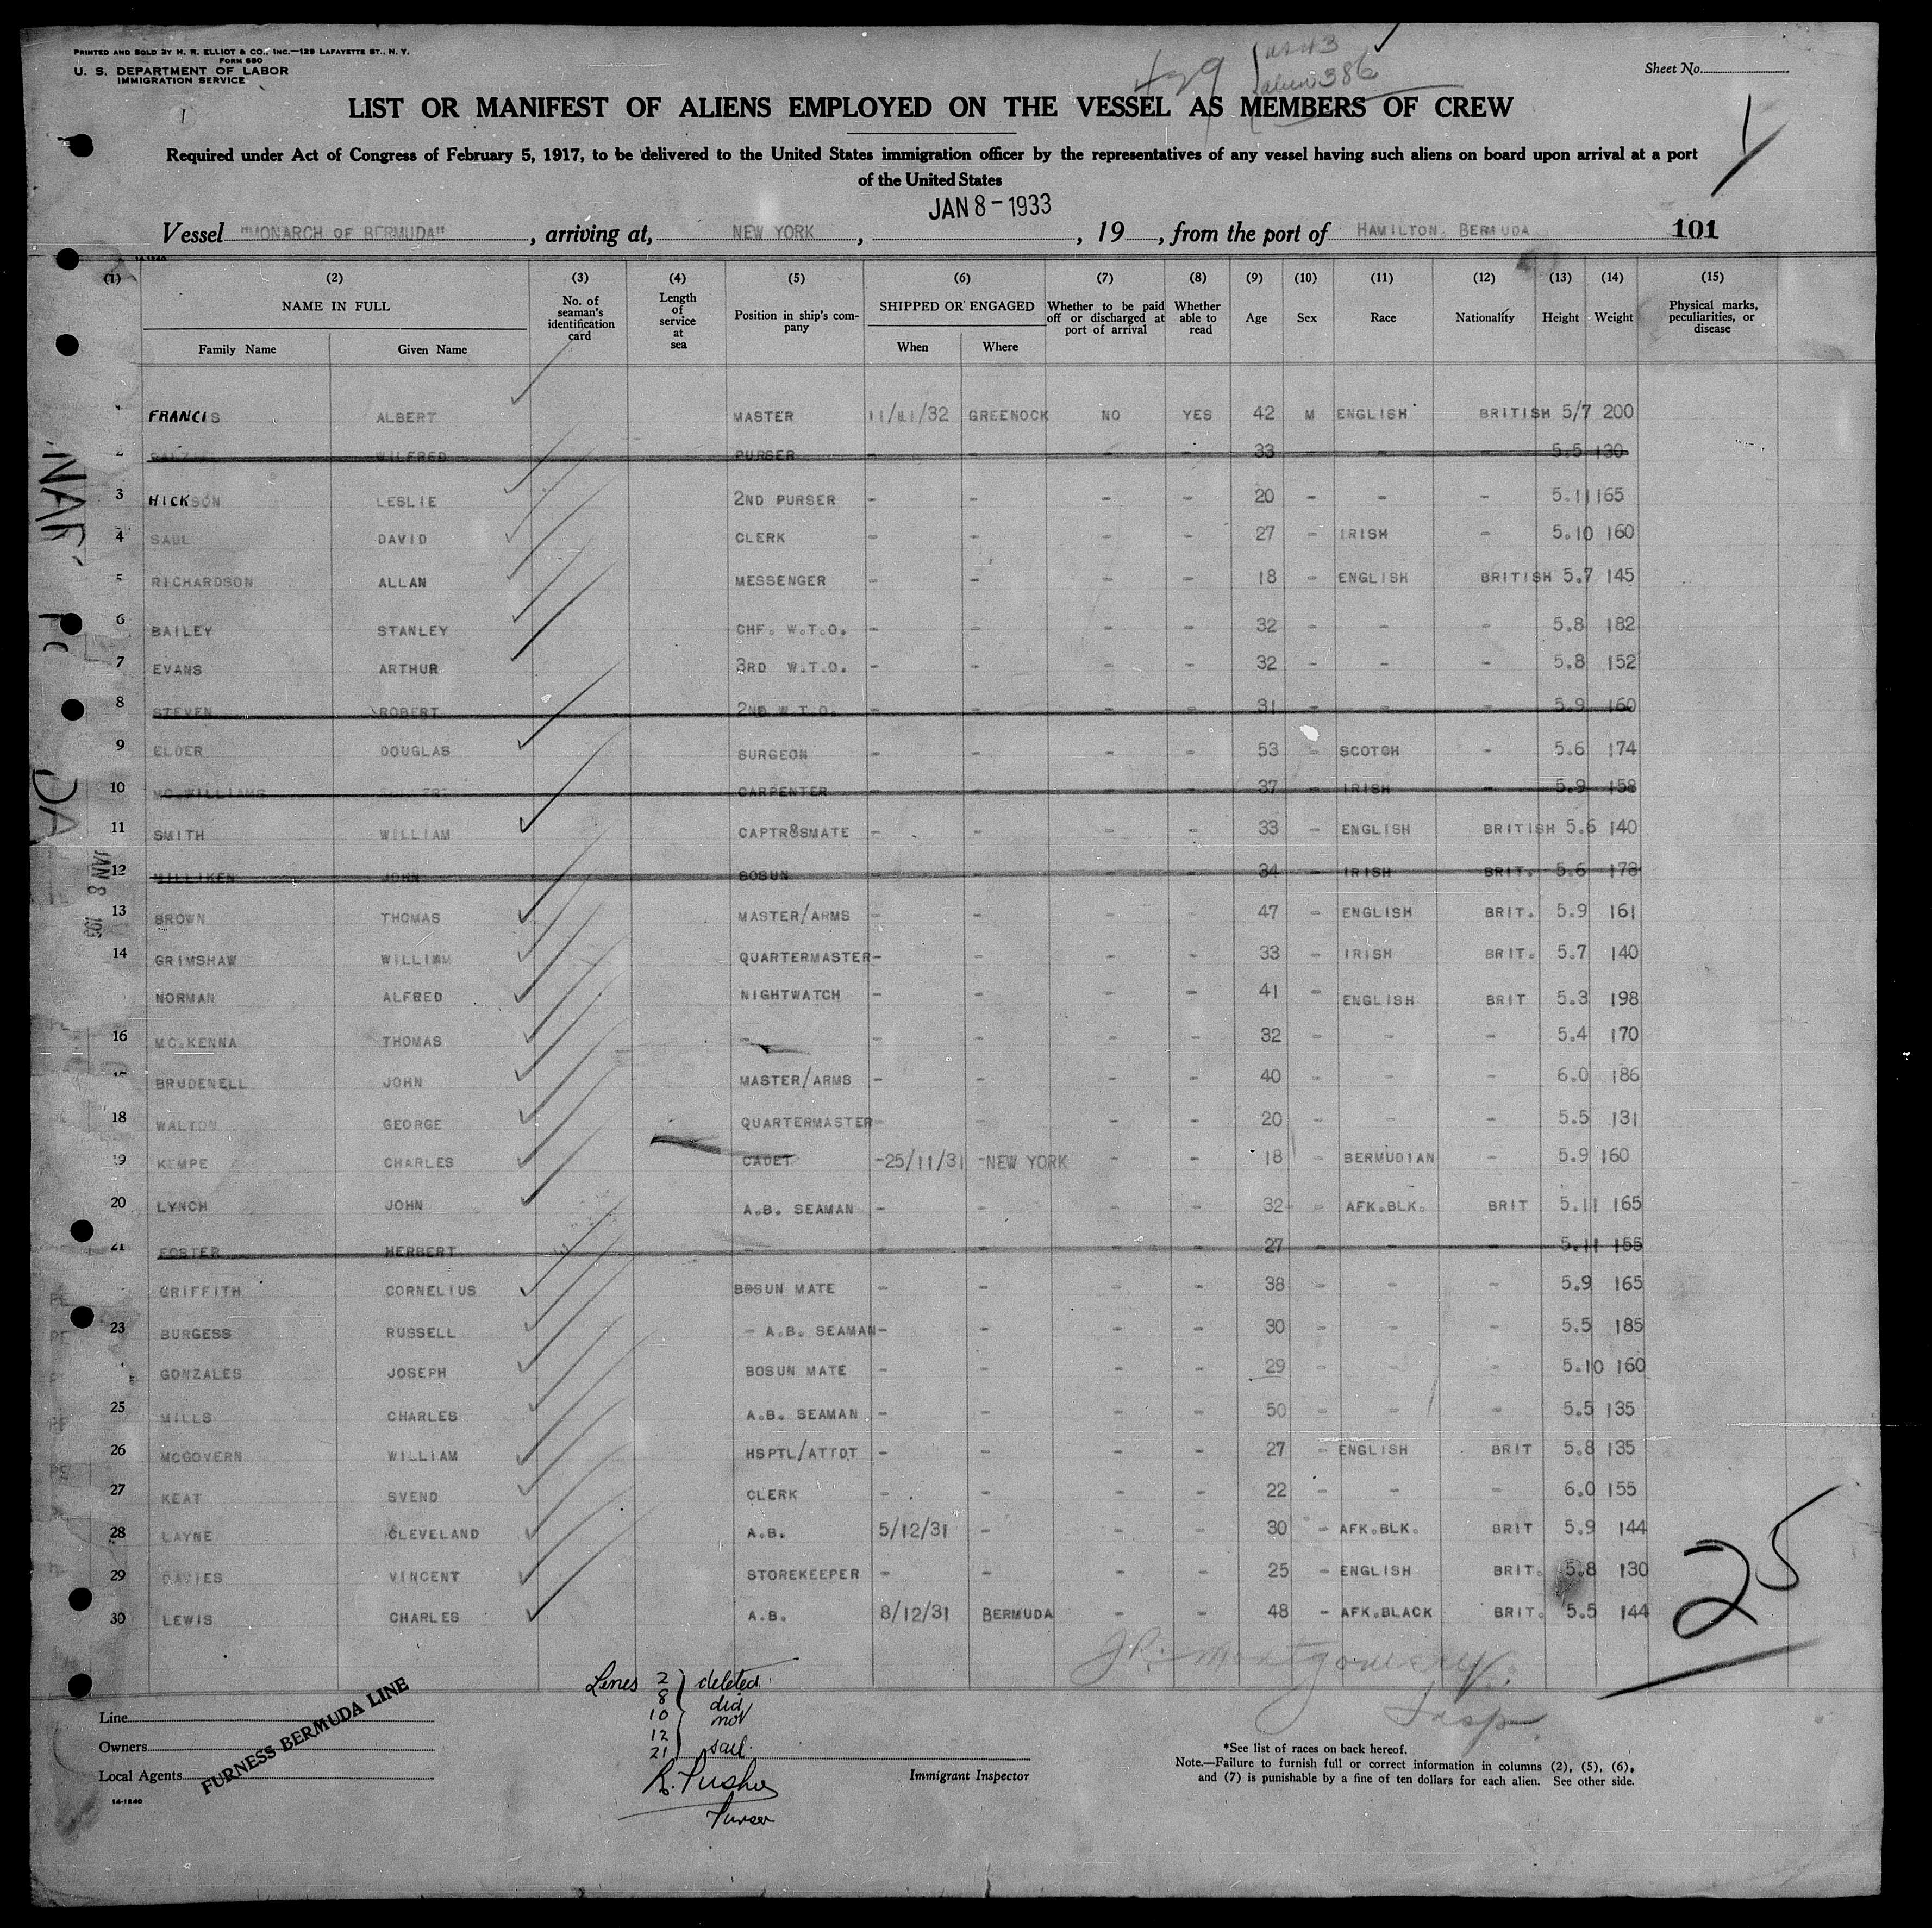 PRINTED AND SOLD BY H. R. ELLIOT & CO., INC.—129 LAFAYETTE ST., N. Y.
FORM 680
U. S. DEPARTMENT OF LABOR
IMMIGRATION SERVICE
Sheet No.
429
alien 386
LIST OR MANIFEST OF ALIENS EMPLOYED ON THE VESSEL AS MEMBERS OF CREW
Required under Act of Congress of February 5, 1917, to be delivered to the United States immigration officer by the representatives of any vessel having such aliens on board upon arrival at a port
of the United States
JAN 8 - 1933
Vessel "MONARCH OF BERMUDA", arriving at, NEW YORK, , 19 , from the port of HAMILTON, BERMUDA 101
14-1240
(1) (2) (3) (4) (5) (6) (7) (8) (9) (10) (11) (12) (13) (14) (15)
NAME IN FULL Family Name Given Name No. of seaman's identification card Length of service at sea Position in ship's company SHIPPED OR ENGAGED When Where Whether to be paid off or discharged at port of arrival Whether able to read Age Sex Race Nationality Height Weight Physical marks, peculiarities, or disease
FRANCIS ALBERT MASTER 11/11/32 GREENOCK NO YES 42 M ENGLISH BRITISH 5/7 200
2 WILFRED PURSER - - - - 33 - - - 5.5 130
3 HICKSON LESLIE 2ND PURSER - - - - 20 - - - 5.11 165
4 SAUL DAVID CLERK - - - - 27 - IRISH - 5.10 160
5 RICHARDSON ALLAN MESSENGER - - - - 18 - ENGLISH BRITISH 5.7 145
6 BAILEY STANLEY CHF. W.T.O. - - - - 32 - - - 5.8 182
7 EVANS ARTHUR 3RD W.T.O. - - - - 32 - - - 5.8 152
8 STEVEN ROBERT 2ND W.T.O. - - - - 31 - - - 5.9 160
9 ELDER DOUGLAS SURGEON - - - - 53 - SCOTCH - 5.6 174
10 MC.WILLIAMS CARPENTER - - - - 37 - IRISH - 5.9 158
11 SMITH WILLIAM CAPTR8SMATE - - - - 33 - ENGLISH BRITISH 5.6 140
12 MILLIKEN JOHN BOSUN - - - - 34 - IRISH BRIT. 5.6 173
13 BROWN THOMAS MASTER/ARMS - - - - 47 - ENGLISH BRIT. 5.9 161
14 GRIMSHAW WILLIAM QUARTERMASTER - - - - 33 - IRISH BRIT. 5.7 140
NORMAN ALFRED NIGHTWATCH - - - - 41 - ENGLISH BRIT 5.3 198
16 MC.KENNA THOMAS - - - - - 32 - - - 5.4 170
BRUDENELL JOHN MASTER/ARMS - - - - 40 - - - 6.0 186
18 WALTON GEORGE QUARTERMASTER - - - - 20 - - - 5.5 131
19 KEMPE CHARLES CADET -25/11/31 -NEW YORK - - 18 - BERMUDIAN - 5.9 160
20 LYNCH JOHN A.B. SEAMAN - - - - 32 - AFK.BLK. BRIT 5.11 165
21 FOSTER HERBERT - - - - - 27 - - - 5.11 155
GRIFFITH CORNELIUS BOSUN MATE - - - - 38 - - - 5.9 165
23 BURGESS RUSSELL - A.B. SEAMAN - - - - 30 - - - 5.5 185
GONZALES JOSEPH BOSUN MATE - - - - 29 - - - 5.10 160
25 MILLS CHARLES A.B. SEAMAN - - - - 50 - - - 5.5 135
26 MCGOVERN WILLIAM HSPTL/ATTDT - - - - 27 - ENGLISH BRIT 5.8 135
27 KEAT SVEND CLERK - - - - 22 - - - 6.0 155
28 LAYNE CLEVELAND A.B. 5/12/31 - - - 30 - AFK.BLK. BRIT 5.9 144
29 DAVIES VINCENT STOREKEEPER - - - - 25 - ENGLISH BRIT. 5.8 130
30 LEWIS CHARLES A.B. 8/12/31 BERMUDA - - 48 - AFK.BLACK BRIT. 5.5 144
25
J.R. Montgomery
Insp.
Lines 2 8 10 12 21 deleted did not sail.
Purser
Line
Owners
Local Agents
FURNESS BERMUDA LINE
14-1240
Immigrant Inspector
*See list of races on back hereof.
Note.—Failure to furnish full or correct information in columns (2), (5), (6),
and (7) is punishable by a fine of ten dollars for each alien. See other side.
JAN 8